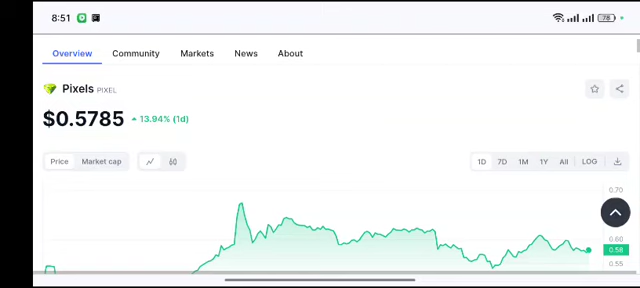 8:51
78
Overview Community Markets News About
Pixels PIXEL
$0.5785 13.94% (1d)
Price Market cap 1D 7D 1M 1Y All LOG
0.70
0.60
0.58
0.55